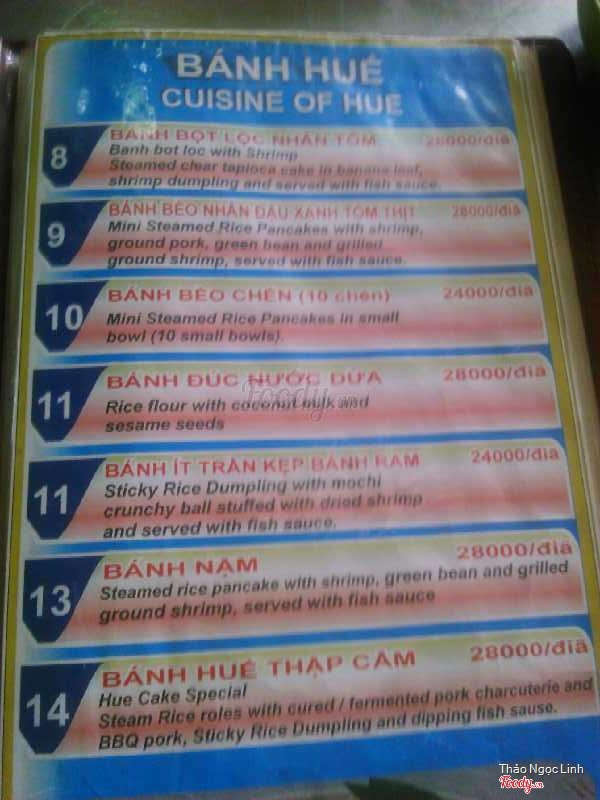 BÁNH HUẾ
CUISINE OF HUE
8
BÁNH BỘT LỌC NHÂN TÔM 28000/đĩa
Banh bot loc with Shrimp
Steamed clear tapioca cake in banana leaf,
shrimp dumpling and served with fish sauce.
9
BÁNH BÈO NHÂN ĐẬU XANH TÔM THỊT 28000/đĩa
Mini Steamed Rice Pancakes with shrimp,
ground pork, green bean and grilled
ground shrimp, served with fish sauce.
10
BÁNH BÈO CHÉN (10 chén) 24000/đĩa
Mini Steamed Rice Pancakes in small
bowl (10 small bowls).
11
BÁNH ĐÚC NƯỚC DỪA 28000/đĩa
Rice flour with coconut milk and
sesame seeds
11
BÁNH ÍT TRẦN KẸP BÁNH RAM 24000/đĩa
Sticky Rice Dumpling with mochi
crunchy ball stuffed with dried shrimp
and served with fish sauce.
13
BÁNH NẬM 28000/đĩa
Steamed rice pancake with shrimp, green bean and grilled
ground shrimp, served with fish sauce
14
BÁNH HUẾ THẬP CẨM 28000/đĩa
Hue Cake Special
Steam Rice roles with cured / fermented pork charcuterie and
BBQ pork, Sticky Rice Dumpling and dipping fish sause.
Foody.vn
Thảo Ngọc Linh
Foody.vn